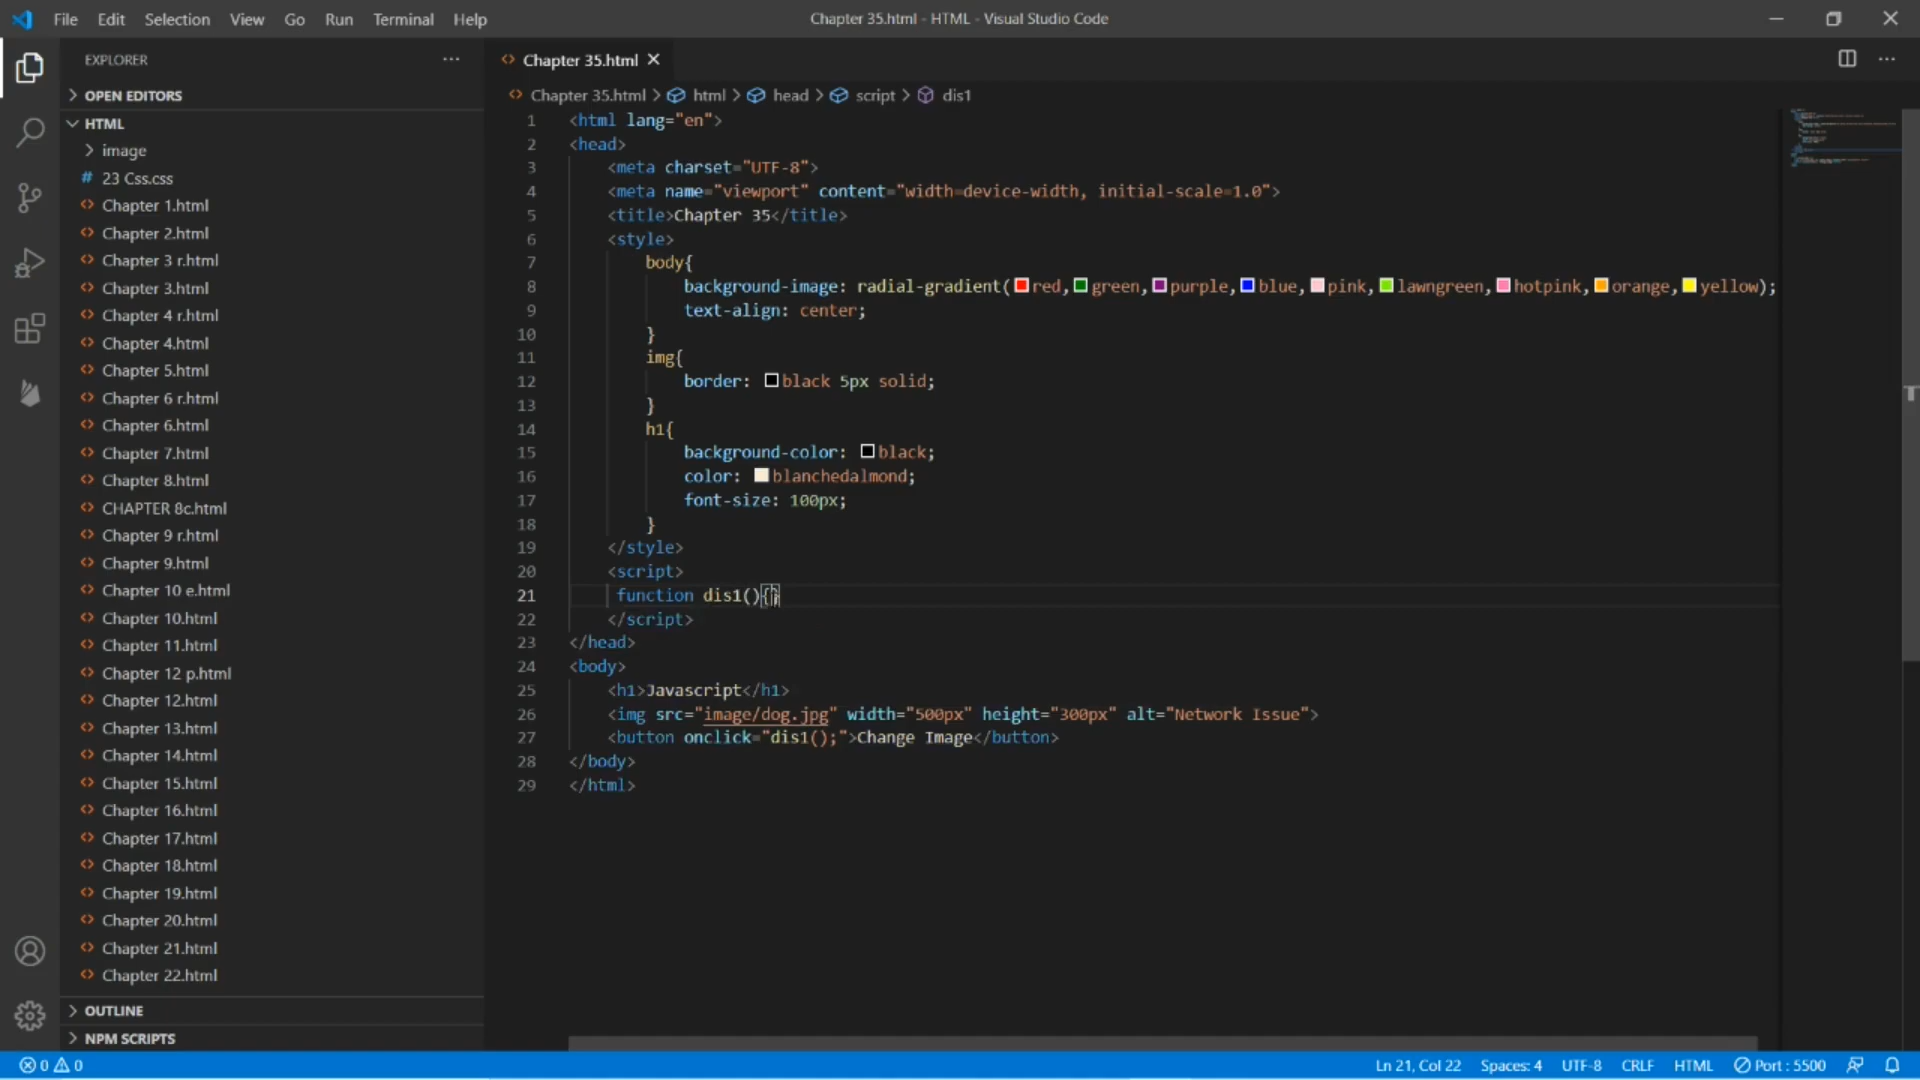 File Edit Selection View Go Run Terminal Help
Chapter 35.html - HTML - Visual Studio Code
EXPLORER
OPEN EDITORS
HTML
image
# 23 Css.css
Chapter 1.html
Chapter 2.html
Chapter 3 r.html
Chapter 3.html
Chapter 4 r.html
Chapter 4.html
Chapter 5.html
Chapter 6 r.html
Chapter 6.html
Chapter 7.html
Chapter 8.html
CHAPTER 8c.html
Chapter 9 r.html
Chapter 9.html
Chapter 10 e.html
Chapter 10.html
Chapter 11.html
Chapter 12 p.html
Chapter 12.html
Chapter 13.html
Chapter 14.html
Chapter 15.html
Chapter 16.html
Chapter 17.html
Chapter 18.html
Chapter 19.html
Chapter 20.html
Chapter 21.html
Chapter 22.html
OUTLINE
NPM SCRIPTS
Chapter 35.html
Chapter 35.html > html > head > script > dis1
1 <html lang="en">
2 <head>
3 <meta charset="UTF-8">
4 <meta name="viewport" content="width=device-width, initial-scale=1.0">
5 <title>Chapter 35</title>
6 <style>
7 body{
8 background-image: radial-gradient(red,green,purple,blue,pink,lawngreen,hotpink,orange,yellow);
9 text-align: center;
10 }
11 img{
12 border: black 5px solid;
13 }
14 h1{
15 background-color: black;
16 color: blanchedalmond;
17 font-size: 100px;
18 }
19 </style>
20 <script>
21 function dis1(){}
22 </script>
23 </head>
24 <body>
25 <h1>Javascript</h1>
26 <img src="image/dog.jpg" width="500px" height="300px" alt="Network Issue">
27 <button onclick="dis1();">Change Image</button>
28 </body>
29 </html>
0 0
Ln 21, Col 22 Spaces: 4 UTF-8 CRLF HTML Port : 5500